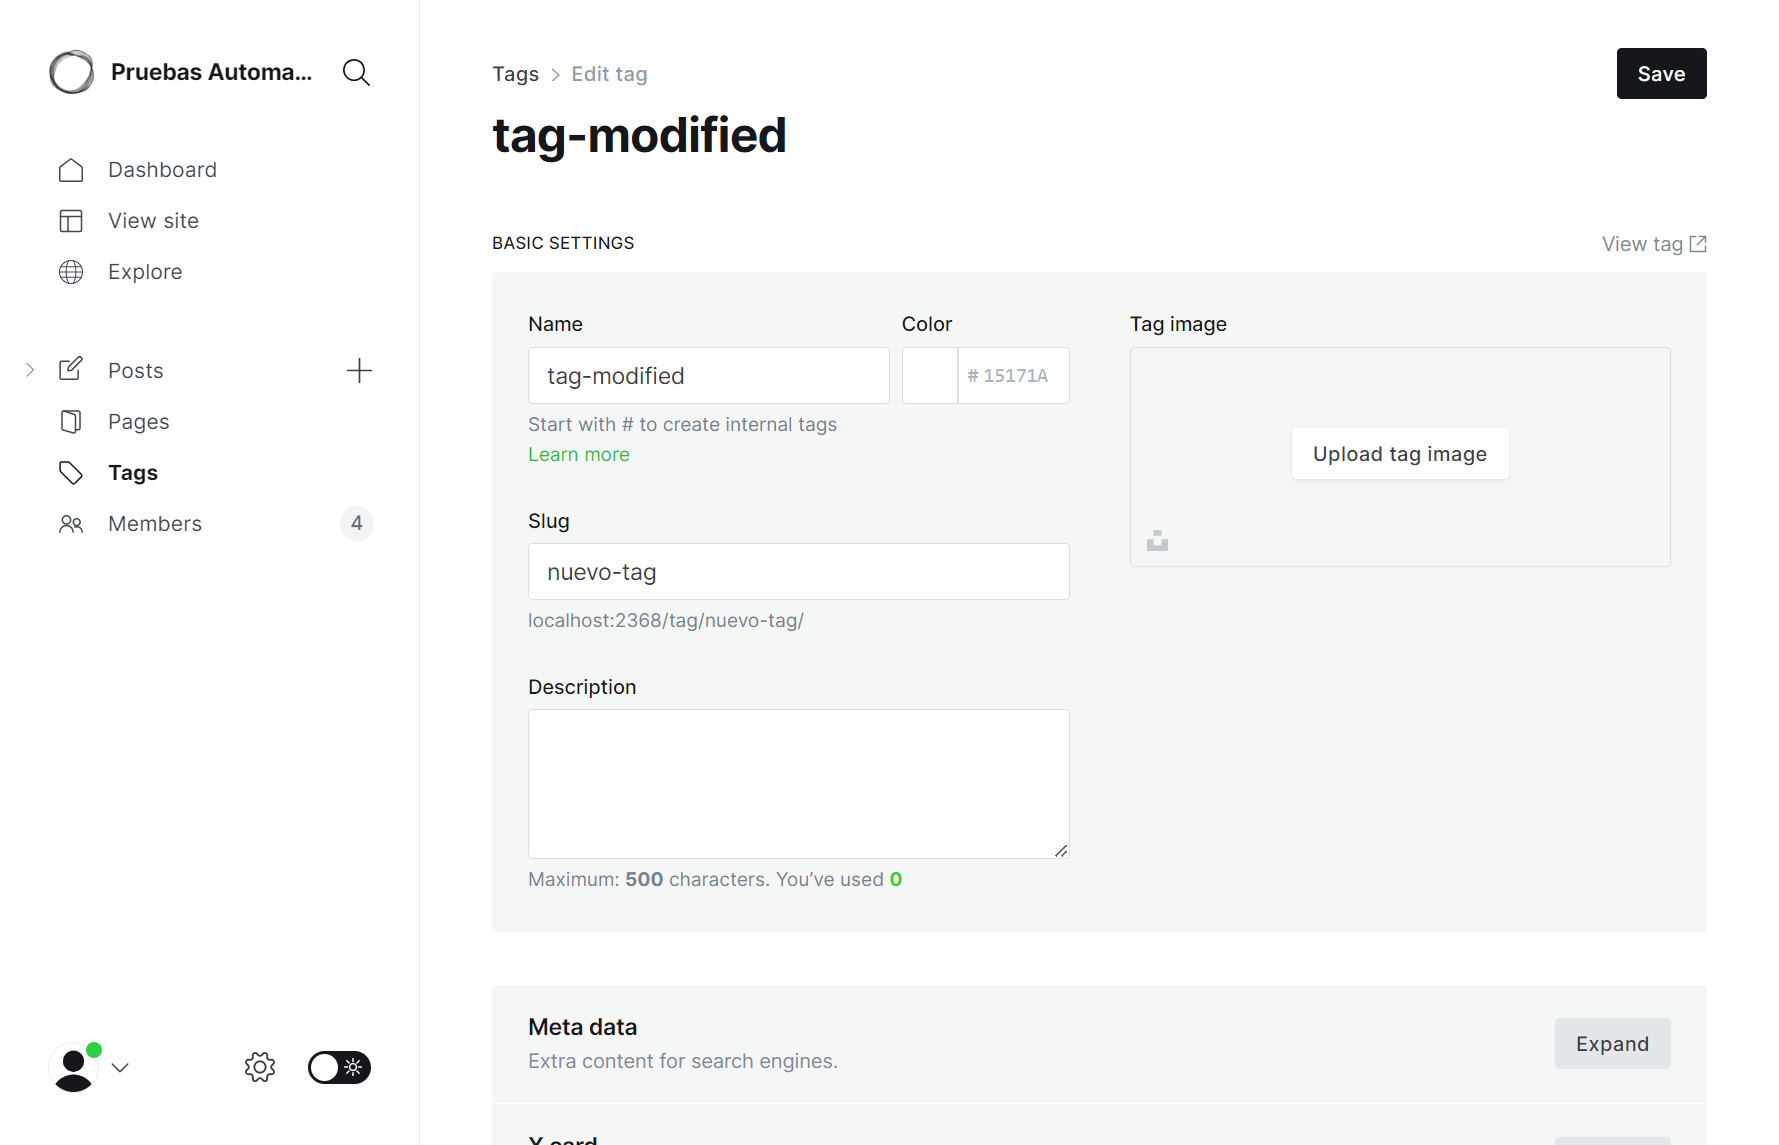 Pruebas Automa...
Dashboard
View site
Explore
Posts
Pages
Tags
Members
4
Tags > Edit tag
Save
tag-modified
BASIC SETTINGS
View tag
Name
tag-modified
Color
# 15171A
Start with # to create internal tags
Learn more
Slug
nuevo-tag
localhost:2368/tag/nuevo-tag/
Description
Maximum: 500 characters. You’ve used 0
Tag image
Upload tag image
Meta data
Extra content for search engines.
Expand
X card